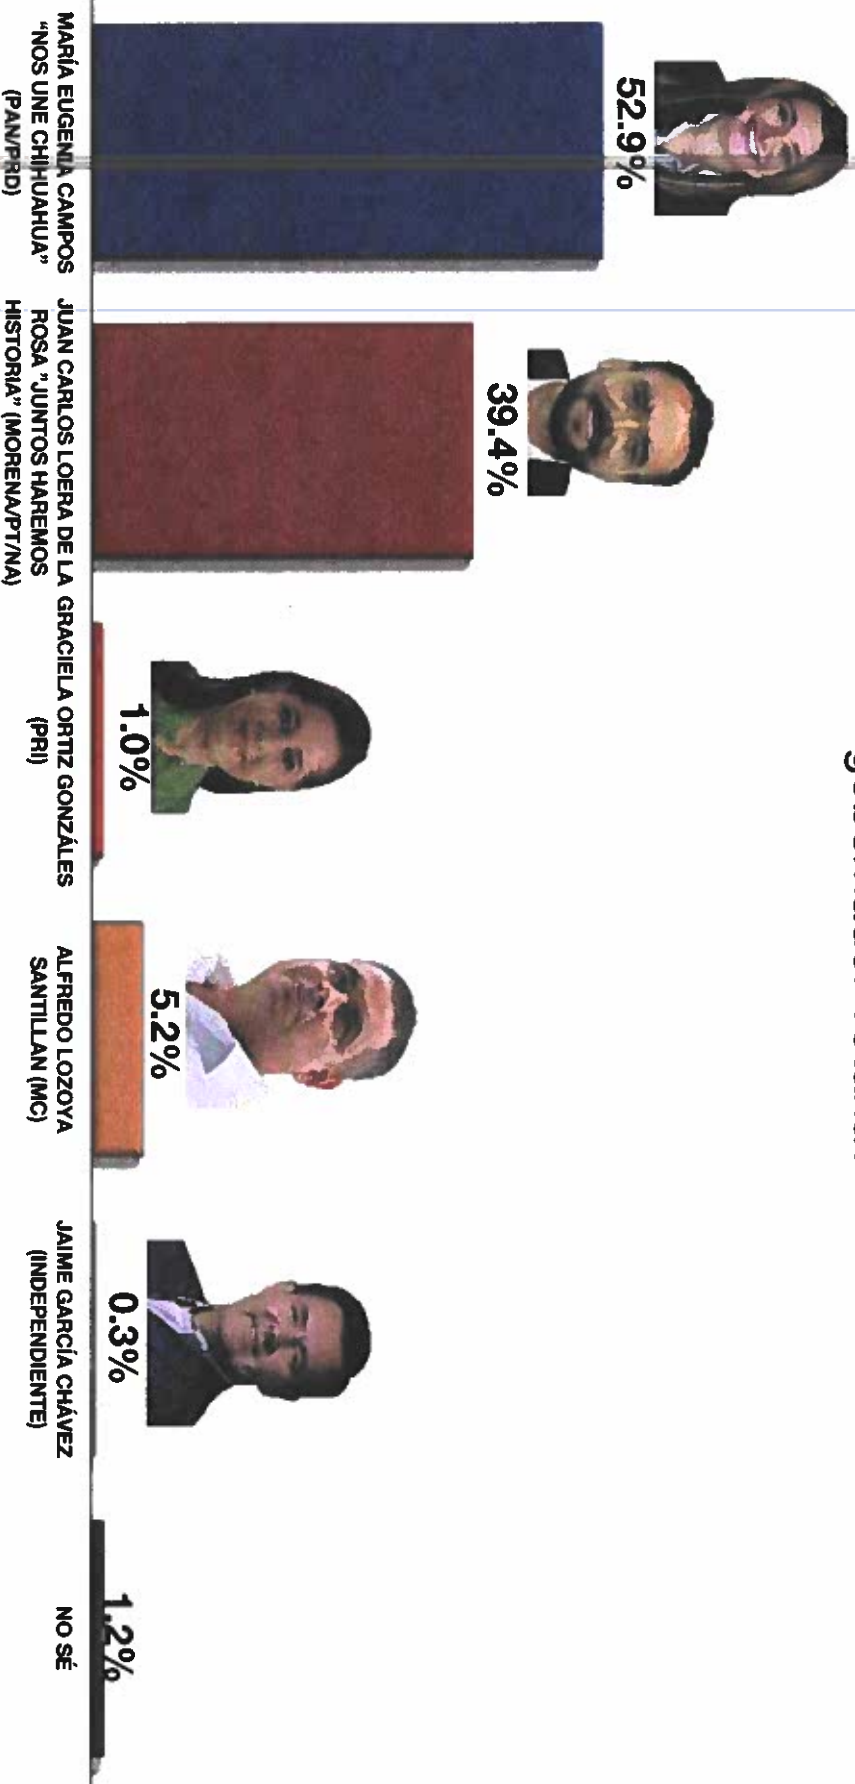 52.9%
39.4%
1.0%
5.2%
0.3%
1.2%
MARÍA EUGENIA CAMPOS
“NOS UNE CHIHUAHUA”
(PAN/PRD)
JUAN CARLOS LOERA DE LA
ROSA "JUNTOS HAREMOS
HISTORIA” (MORENA/PT/NA)
GRACIELA ORTIZ GONZÁLES
(PRI)
ALFREDO LOZOYA
SANTILLAN (MC)
JAIME GARCÍA CHÁVEZ
(INDEPENDIENTE)
NO SÉ